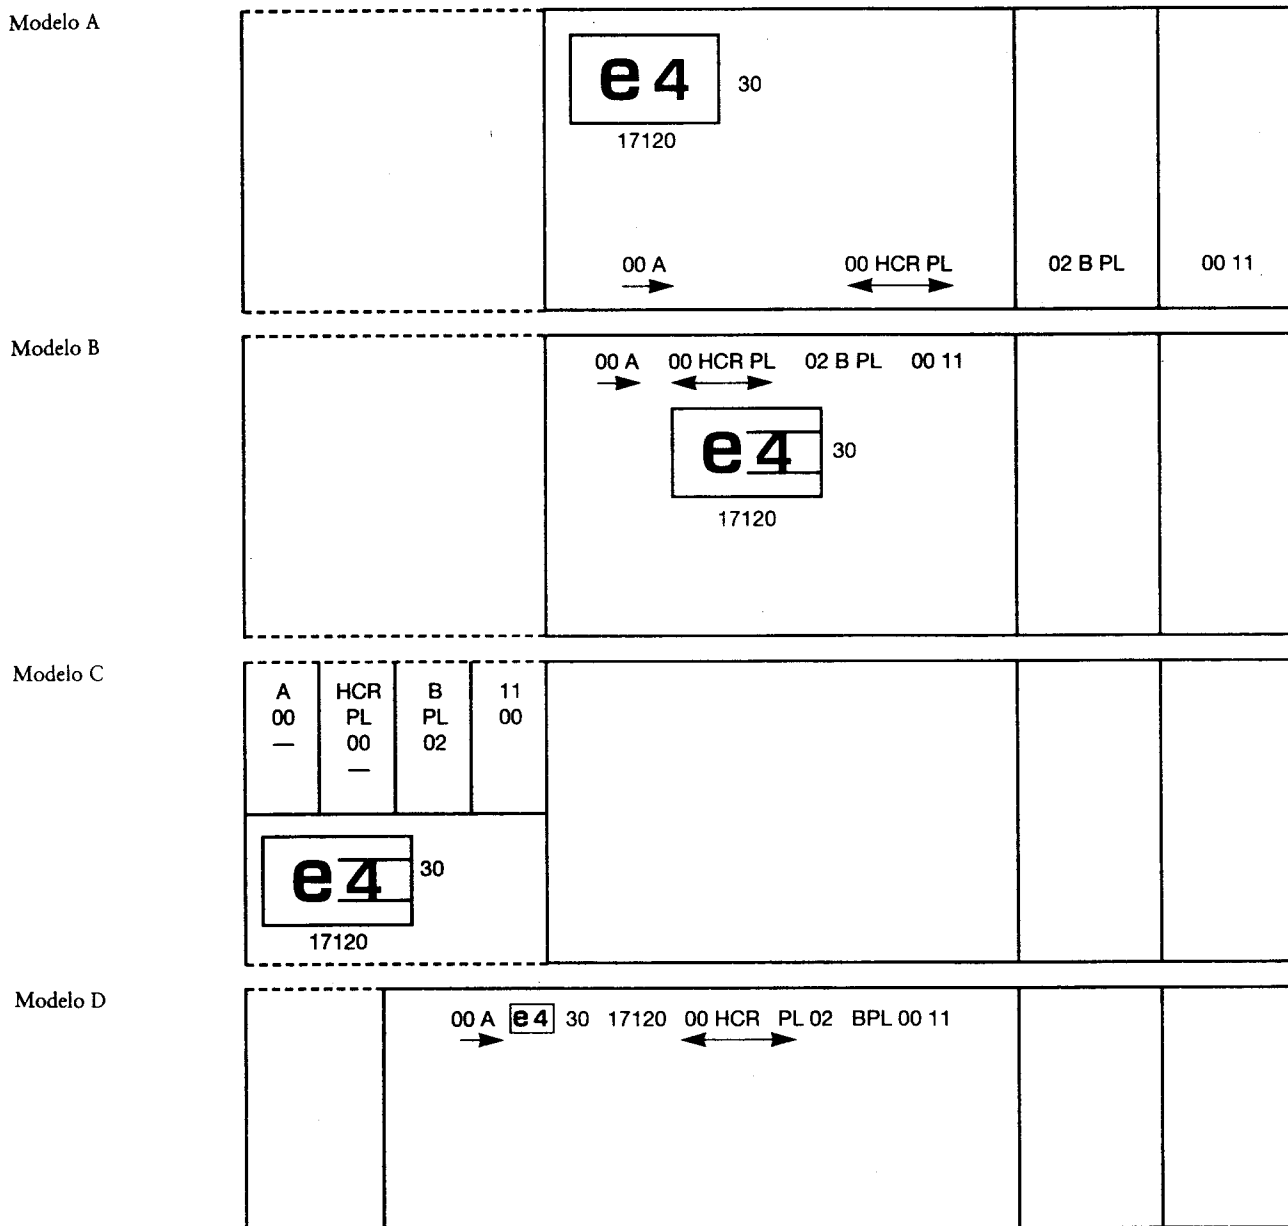 Modelo A
e4 30
17120
00 A 00 HCR PL 02 B PL 00 11
Modelo B
00 A 00 HCR PL 02 B PL 00 11
e4 30
17120
Modelo C
A HCR B 11
00 PL PL 00
— 00 02
—
e4 30
17120
Modelo D
00 A e4 30 17120 00 HCR PL 02 BPL 00 11